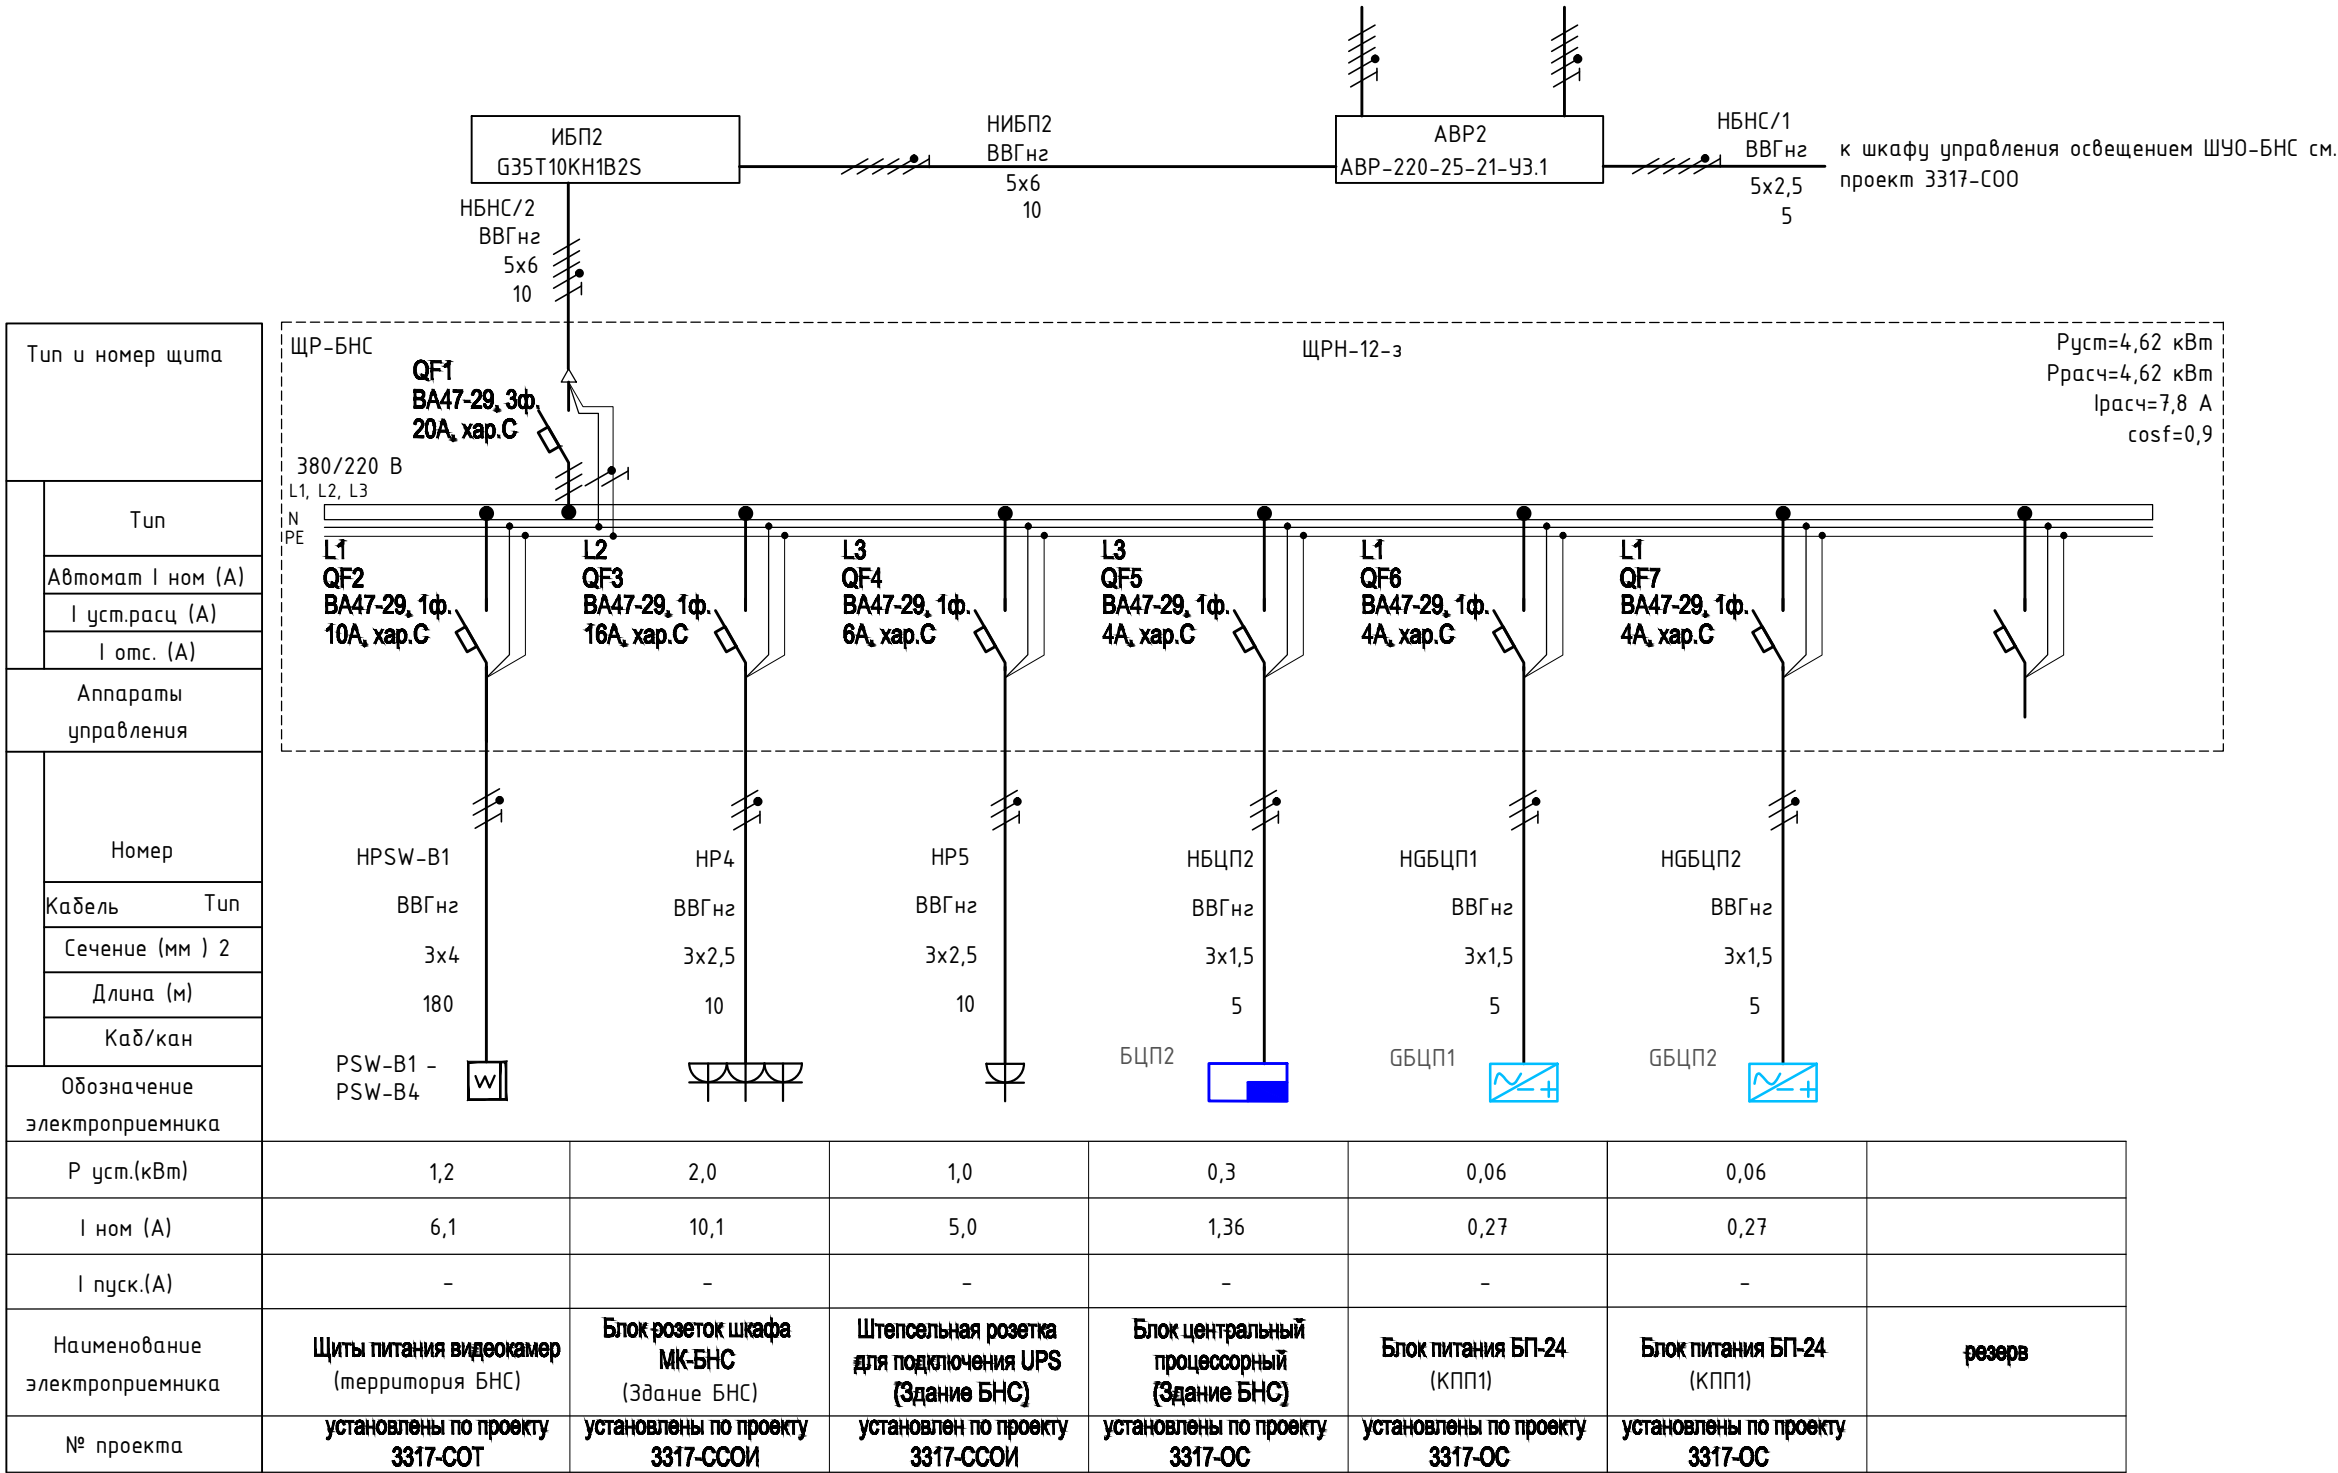 ИБП2
G35T10KH1B2S
НИБП2
ВВГнг
5х6
10
АВР2
АВР-220-25-21-УЗ.1
НБНС/1
ВВГнг
5х2,5
5
к шкафу управления освещением ШУО-БНС см.
проект 3317-СОО
НБНС/2
ВВГнг
5х6
10
Тип и номер щита
ЩР-БНС
ЩРН-12-з
Руст=4,62 кВт
Ррасч=4,62 кВт
Iрасч=7,8 А
cosf=0,9
QF1
ВА47-29, 3ф.
20А, хар.С
380/220 В
L1, L2, L3
N
PE
Тип
Автомат I ном (А)
I уст.расц (А)
I отс. (А)
Аппараты
управления
L1
QF2
ВА47-29, 1ф.
10А, хар.С
L2
QF3
ВА47-29, 1ф.
16А, хар.С
L3
QF4
ВА47-29, 1ф.
6А, хар.С
L3
QF5
ВА47-29, 1ф.
4А, хар.С
L1
QF6
ВА47-29, 1ф.
4А, хар.С
L1
QF7
ВА47-29, 1ф.
4А, хар.С
Номер HPSW-B1 НР4 НР5 НБЦП2 НGБЦП1 НGБЦП2
Кабель Тип ВВГнг ВВГнг ВВГнг ВВГнг ВВГнг ВВГнг
Сечение (мм ) 2 3х4 3х2,5 3х2,5 3х1,5 3х1,5 3х1,5
Длина (м) 180 10 10 5 5 5
Каб/кан
Обозначение
электроприемника
PSW-B1 -
PSW-B4
W
БЦП2
GБЦП1
GБЦП2
Р уст.(кВт) 1,2 2,0 1,0 0,3 0,06 0,06
I ном (А) 6,1 10,1 5,0 1,36 0,27 0,27
I пуск.(А) - - - - - -
Наименование
электроприемника
Щиты питания видеокамер
(территория БНС)
Блок розеток шкафа
МК-БНС
(Здание БНС)
Штепсельная розетка
для подключения UPS
(Здание БНС)
Блок центральный
процессорный
(Здание БНС)
Блок питания БП-24
(КПП1)
Блок питания БП-24
(КПП1)
резерв
№ проекта
установлены по проекту
3317-СОТ
установлены по проекту
3317-ССОИ
установлен по проекту
3317-ССОИ
установлены по проекту
3317-ОС
установлены по проекту
3317-ОС
установлены по проекту
3317-ОС